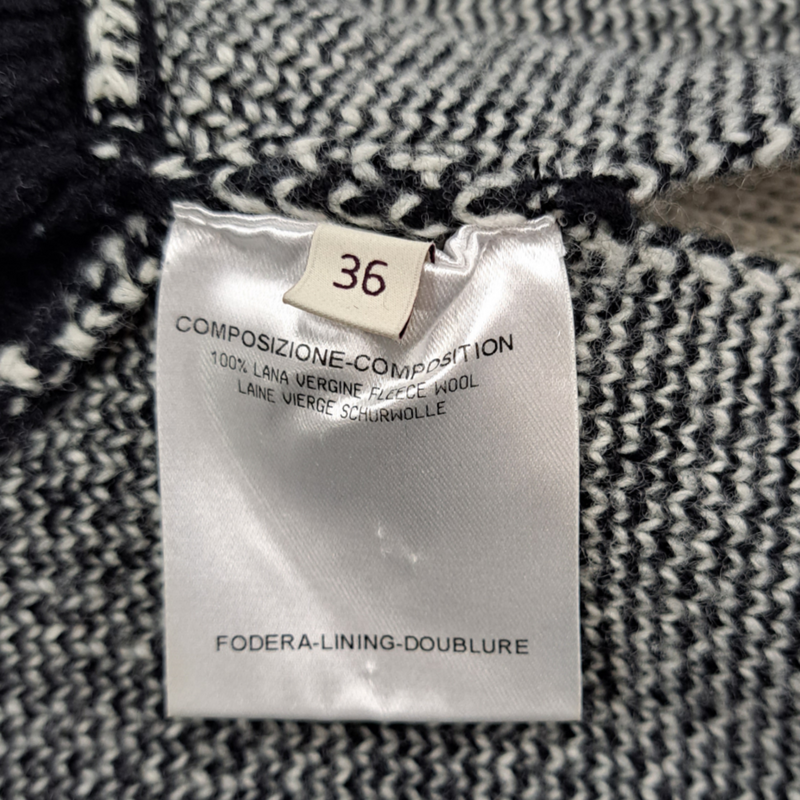 36
COMPOSIZIONE-COMPOSITION
100% LANA VERGINE FLEECE WOOL
LAINE VIERGE SCHURWOLLE
FODERA-LINING-DOUBLURE